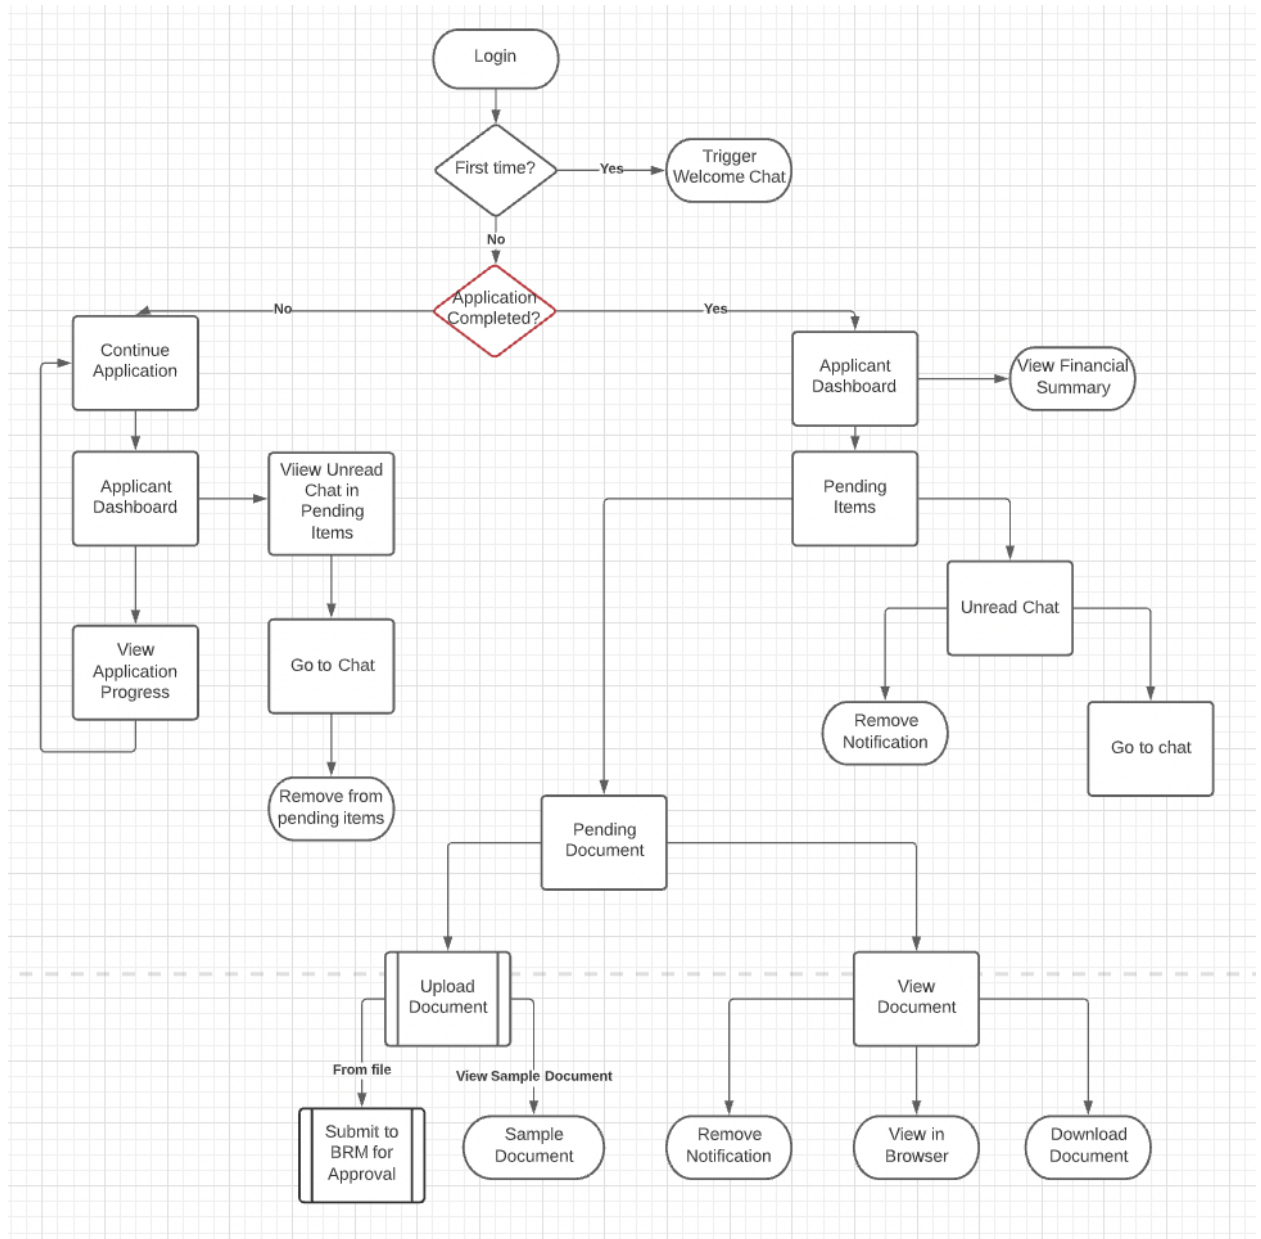 Login
First time?
Yes
Trigger
Welcome Chat
No
Application
Completed?
No
Yes
Continue
Application
Applicant
Dashboard
View Financial
Summary
Applicant
Dashboard
Viiew Unread
Chat in
Pending
Items
Pending
Items
Unread Chat
View
Application
Progress
Go to Chat
Remove
Notification
Go to chat
Remove from
pending items
Pending
Document
Upload
Document
View
Document
From file
View Sample Document
Submit to
BRM for
Approval
Sample
Document
Remove
Notification
View in
Browser
Download
Document